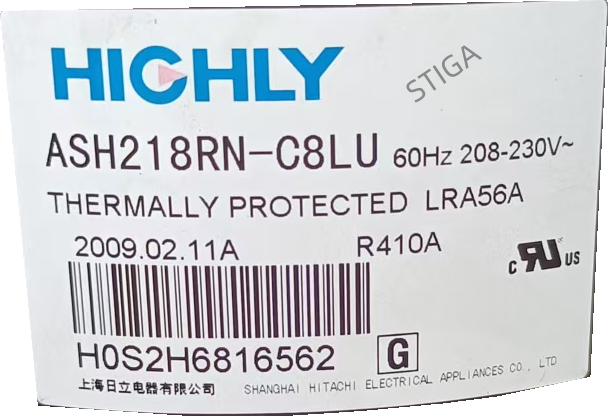 HIGHLY
STIGA
ASH218RN-C8LU 60Hz 208-230V~
THERMALLY PROTECTED LRA56A
2009.02.11A R410A
c RU US
H0S2H6816562 G
上海日立电器有限公司 SHANGHAI HITACHI ELECTRICAL APPLIANCES CO., LTD